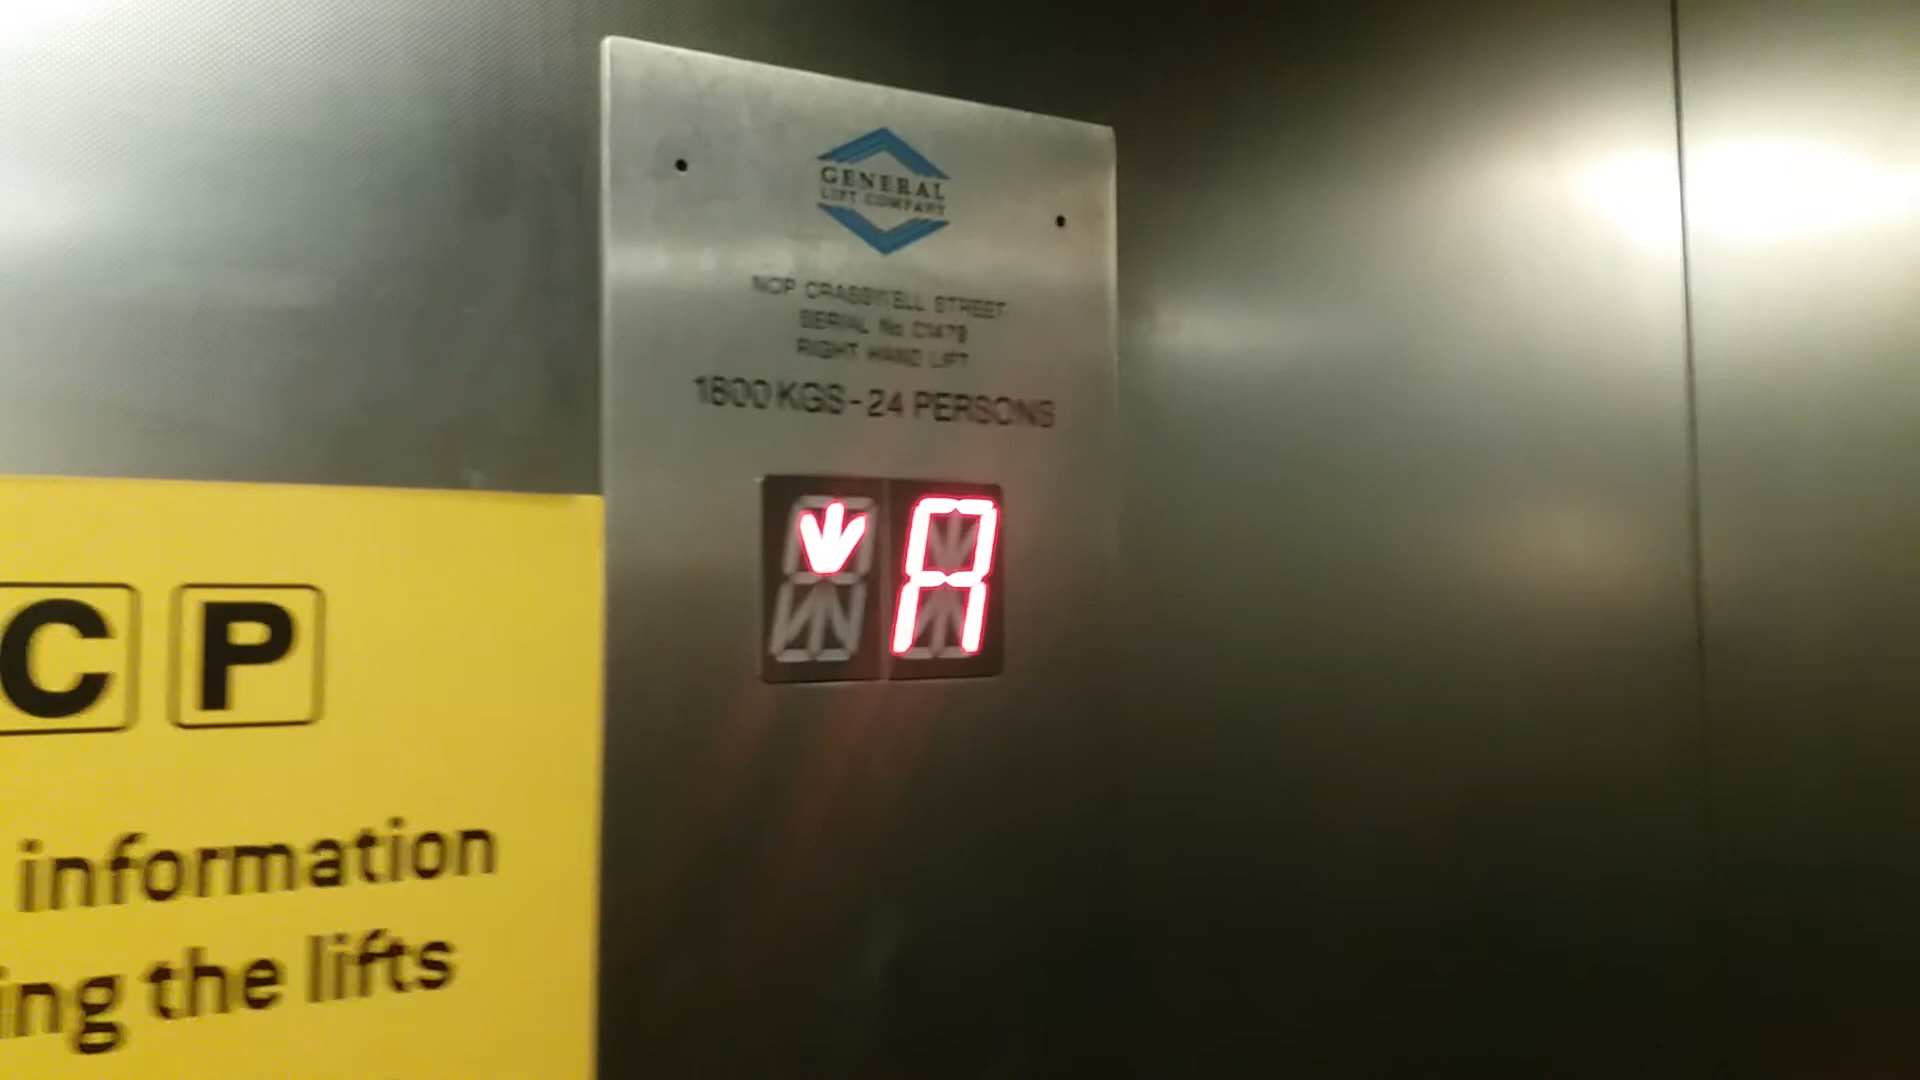 GENERAL
LIFT COMPANY
NCP CRASSWELL STREET
SERIAL No C1479
RIGHT HAND LIFT
1800 KGS - 24 PERSONS
A
C P
information
ing the lifts